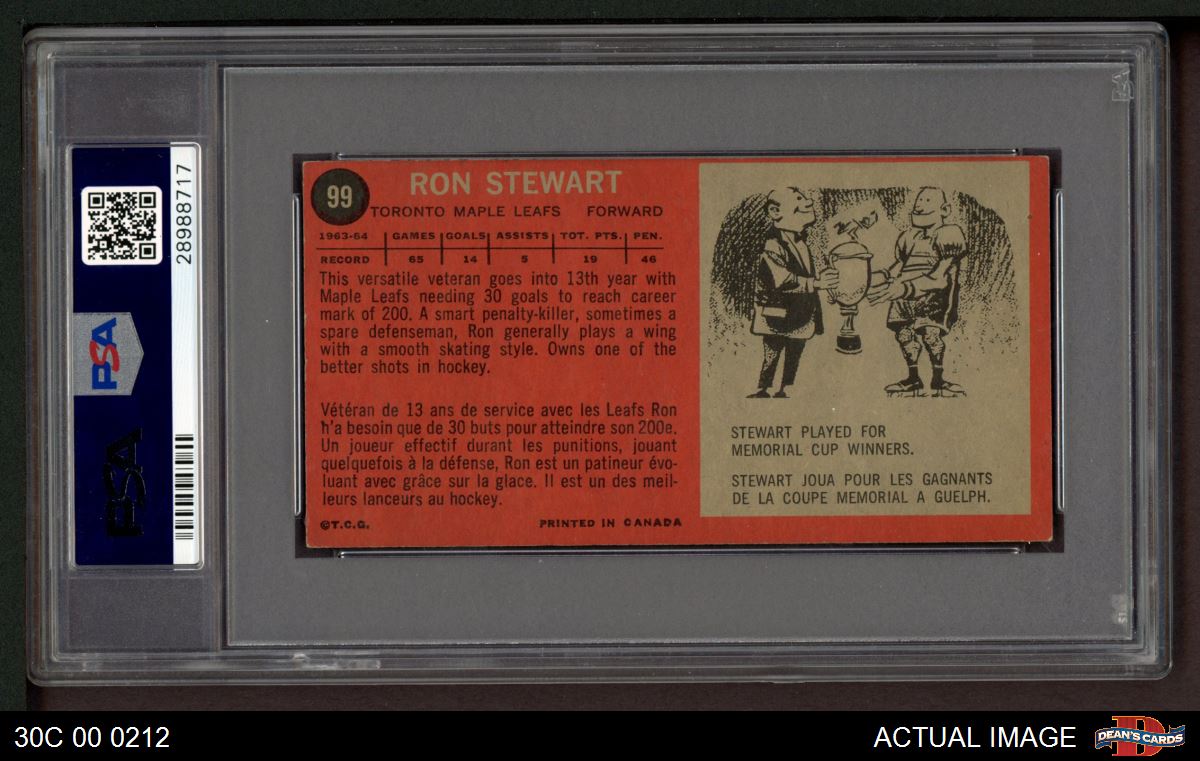 28988717
PSA
PSA
99
RON STEWART
TORONTO MAPLE LEAFS FORWARD
1963-64 GAMES GOALS ASSISTS TOT. PTS. PEN.
RECORD 65 14 5 19 46
This versatile veteran goes into 13th year with
Maple Leafs needing 30 goals to reach career
mark of 200. A smart penalty-killer, sometimes a
spare defenseman, Ron generally plays a wing
with a smooth skating style. Owns one of the
better shots in hockey.
Vétéran de 13 ans de service avec les Leafs Ron
n'a besoin que de 30 buts pour atteindre son 200e.
Un joueur effectif durant les punitions, jouant
quelquefois à la défense, Ron est un patineur évo-
luant avec grâce sur la glace. Il est un des meil-
leurs lanceurs au hockey.
©T.C.G. PRINTED IN CANADA
STEWART PLAYED FOR
MEMORIAL CUP WINNERS.
STEWART JOUA POUR LES GAGNANTS
DE LA COUPE MEMORIAL A GUELPH.
30C 00 0212
ACTUAL IMAGE
DEAN'S CARDS